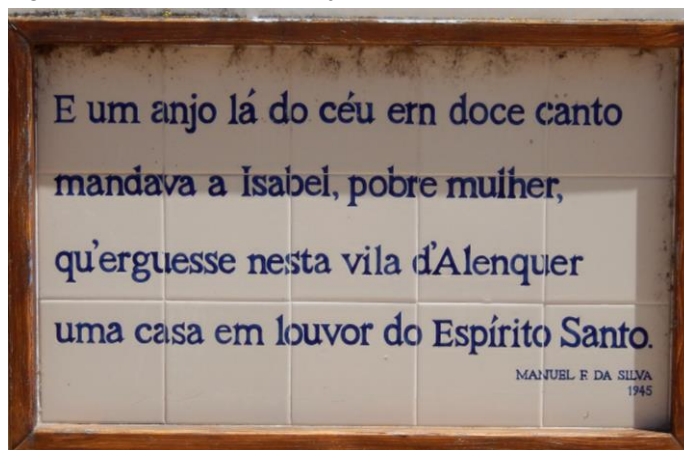 E um anjo lá do céu em doce canto
mandava a Isabel, pobre mulher,
qu'erguesse nesta vila d'Alenquer
uma casa em louvor do Espírito Santo.
MANUEL F. DA SILVA
1945